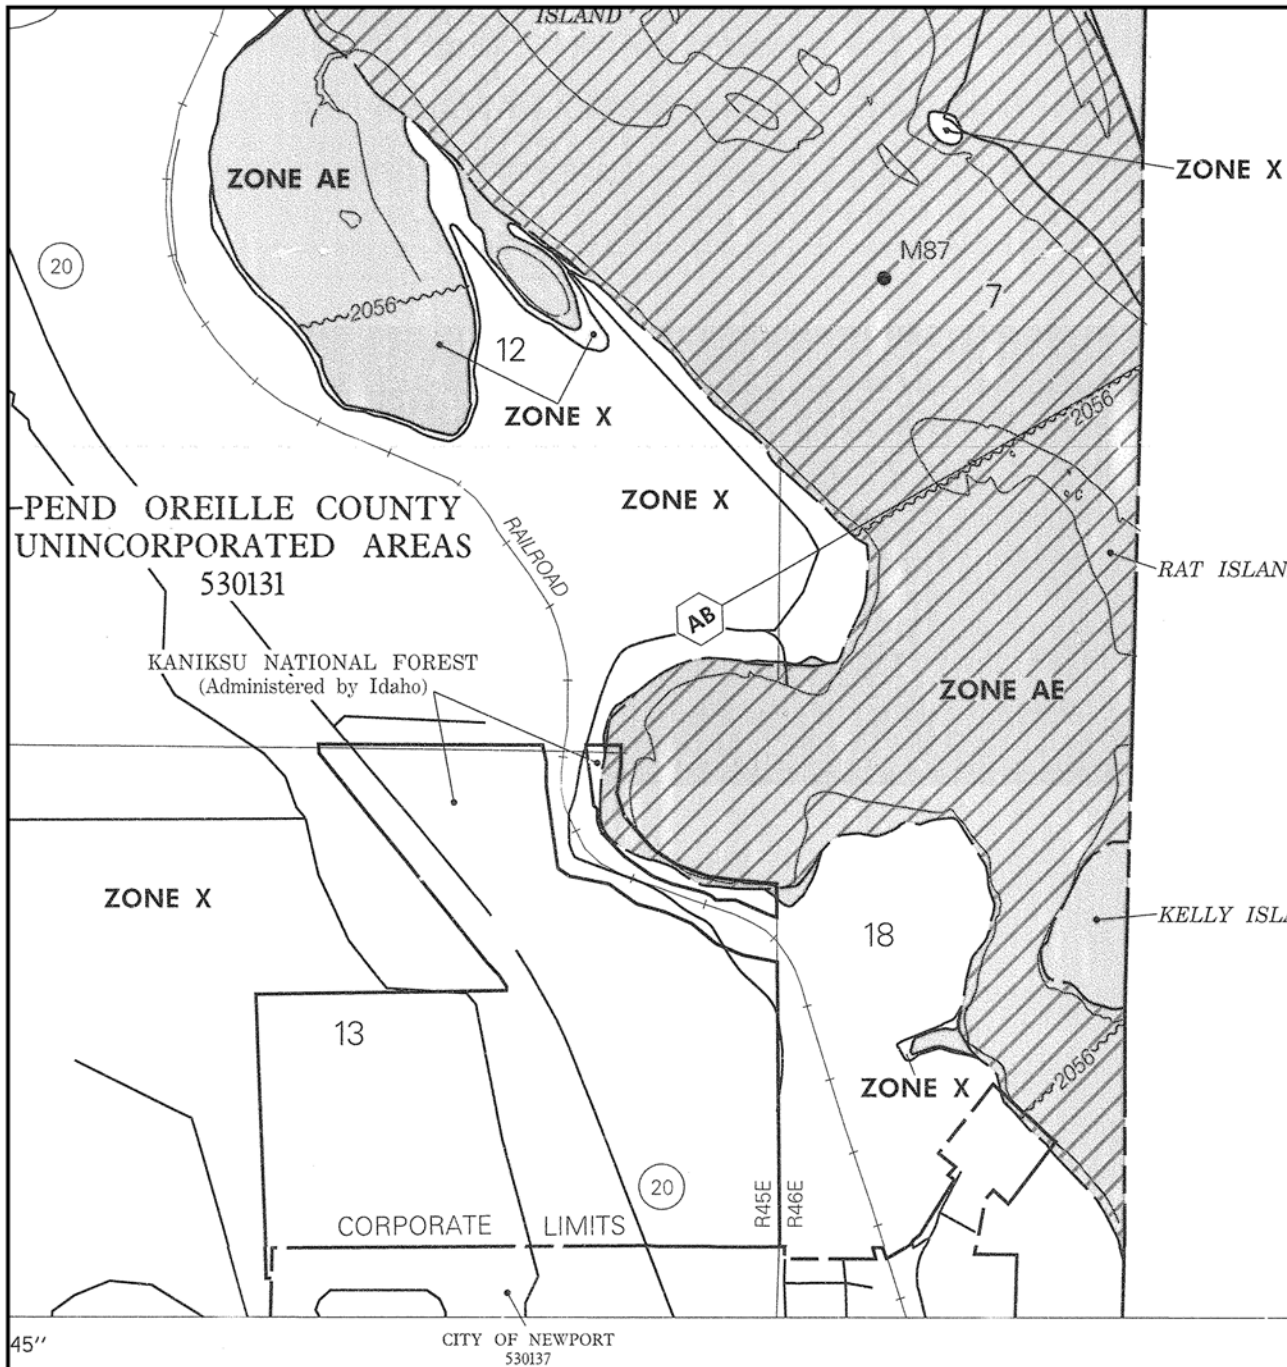 ISLAND
ZONE AE
ZONE X
20
M87
7
2056
12
ZONE X
2056
ZONE X
PEND OREILLE COUNTY
UNINCORPORATED AREAS
530131
RAILROAD
RAT ISLAN
AB
KANIKSU NATIONAL FOREST
(Administered by Idaho)
ZONE AE
ZONE X
18
KELLY ISL
13
2056
ZONE X
20
R45E
R46E
CORPORATE LIMITS
45''
CITY OF NEWPORT
530137